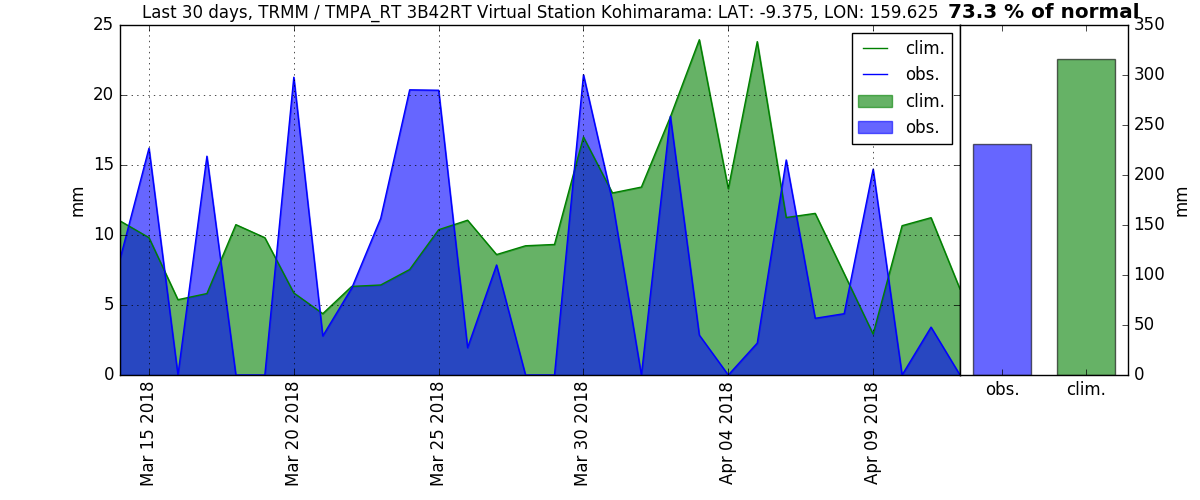 Last 30 days, TRMM / TMPA_RT 3B42RT Virtual Station Kohimarama: LAT: -9.375, LON: 159.625 73.3 % of normal
25
20
15
10
5
0
mm
clim.
obs.
clim.
obs.
350
300
250
200
150
100
50
0
mm
obs. clim.
Mar 15 2018
Mar 20 2018
Mar 25 2018
Mar 30 2018
Apr 04 2018
Apr 09 2018